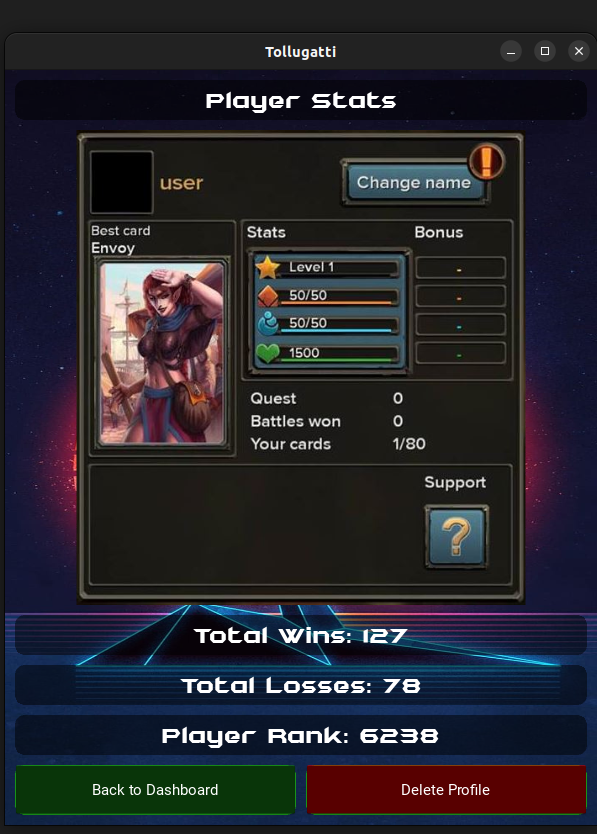 Tollugatti
Player Stats
user
Change name
Best card
Envoy
Stats
Bonus
Level 1
-
50/50
-
50/50
-
1500
-
Quest 0
Battles won 0
Your cards 1/80
Support
?
Total Wins: 127
Total Losses: 78
Player Rank: 6238
Back to Dashboard
Delete Profile